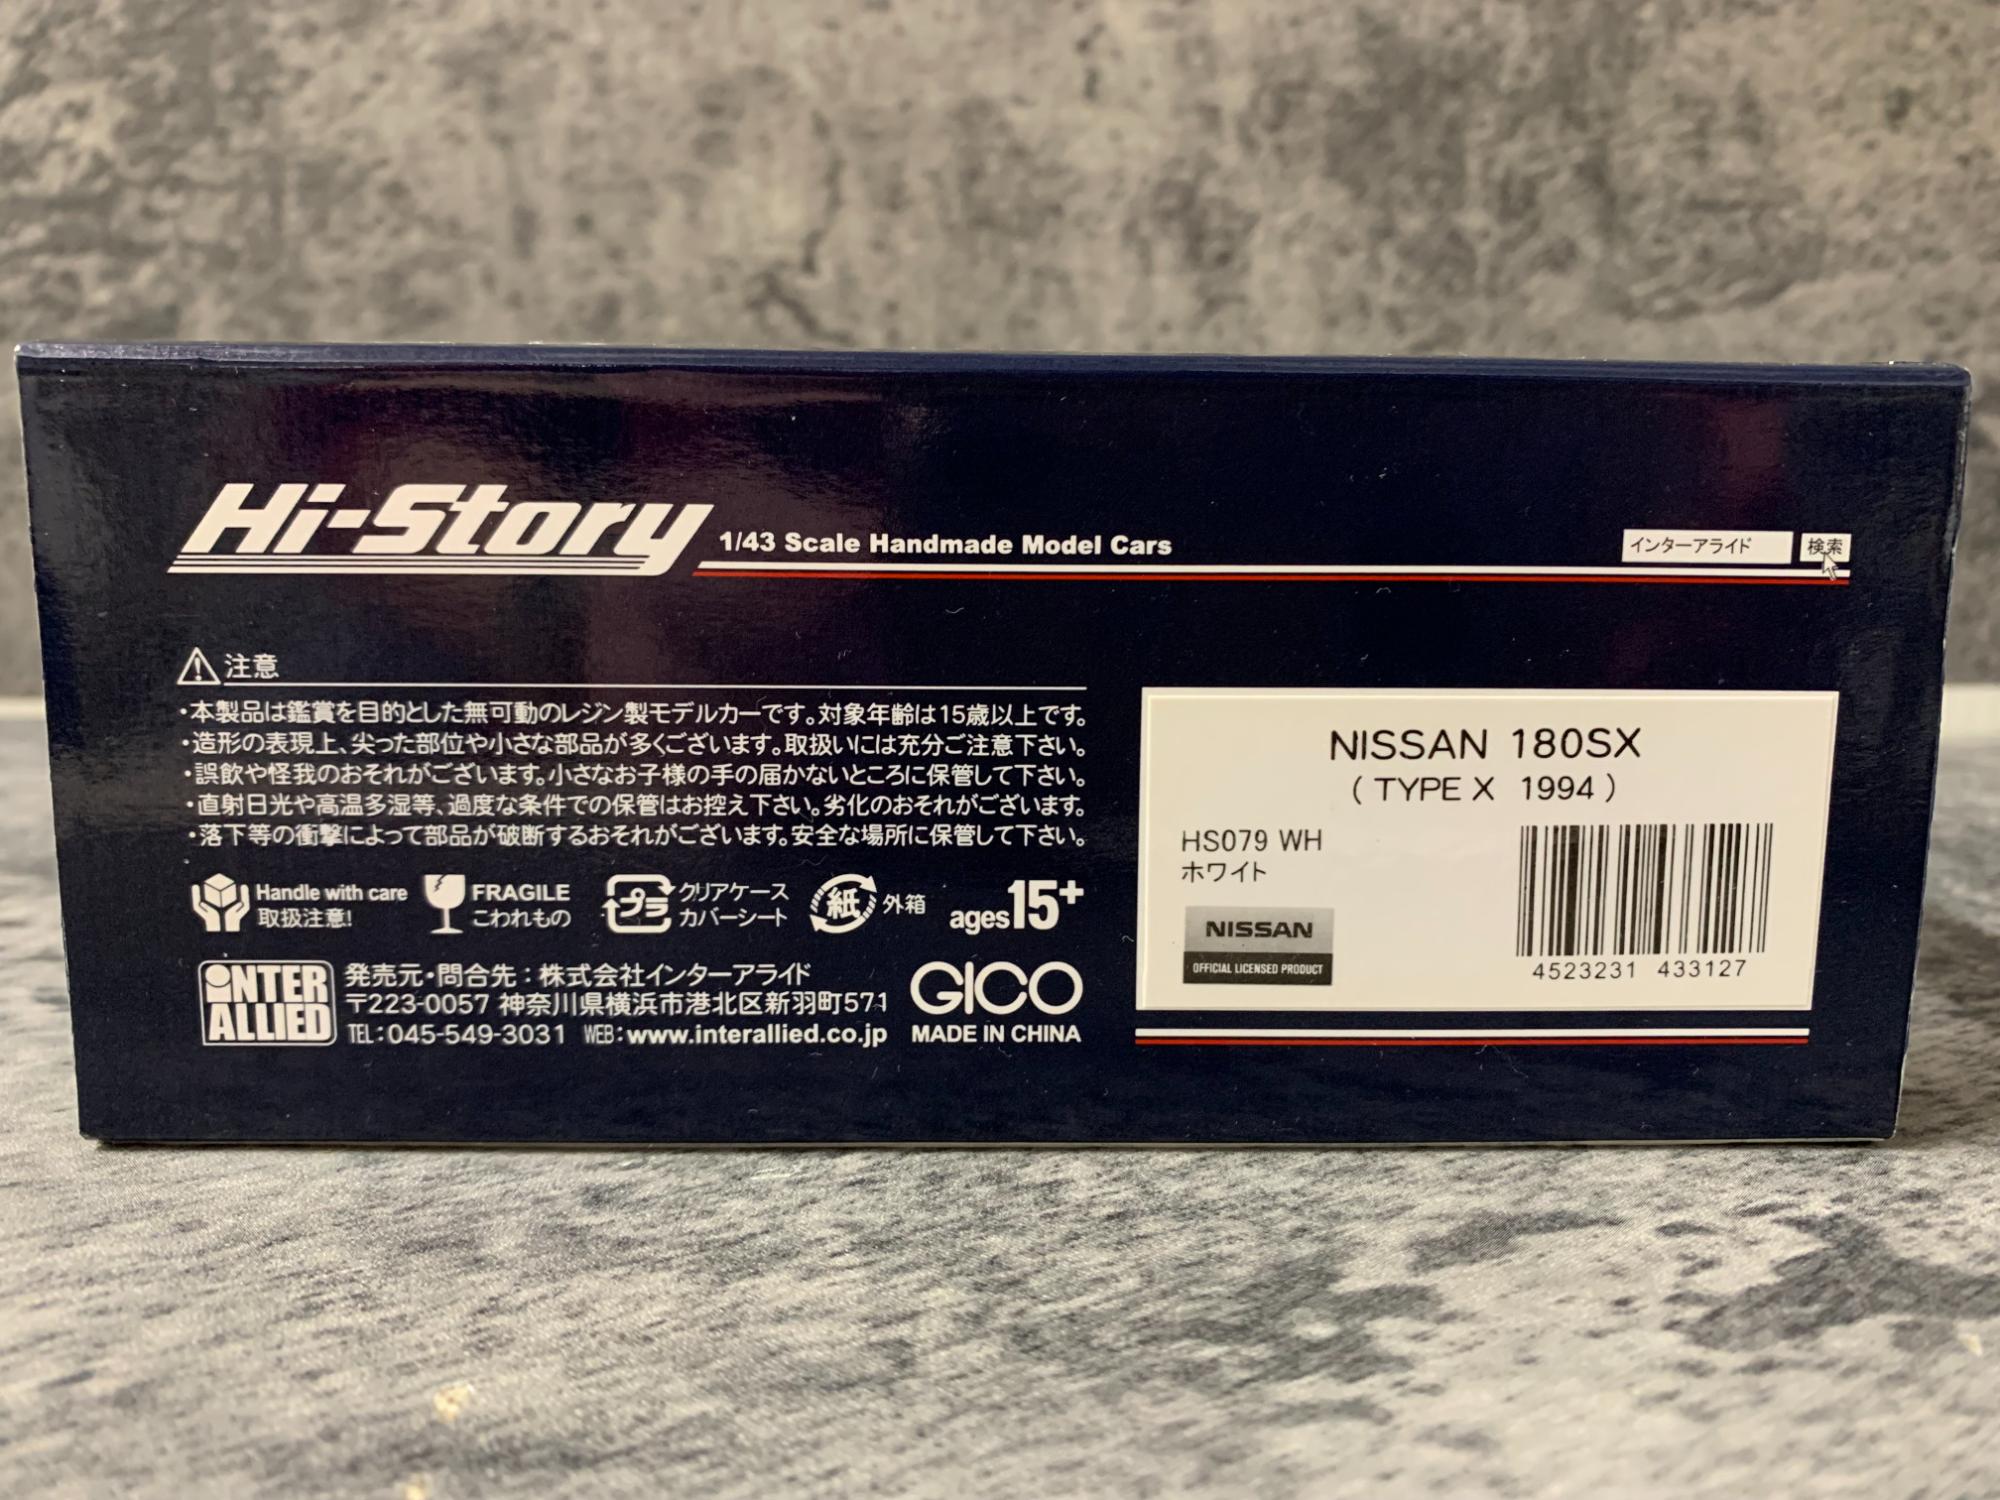 Hi-Story
1/43 Scale Handmade Model Cars
インターアライド 検索
注意
・本製品は鑑賞を目的とした無可動のレジン製モデルカーです。対象年齢は15歳以上です。
・造形の表現上、尖った部位や小さな部品が多くございます。取扱いには充分ご注意下さい。
・誤飲や怪我のおそれがございます。小さなお子様の手の届かないところに保管して下さい。
・直射日光や高温多湿等、過度な条件での保管はお控え下さい。劣化のおそれがございます。
・落下等の衝撃によって部品が破断するおそれがございます。安全な場所に保管して下さい。
Handle with care
取扱注意!
FRAGILE
こわれもの
プラ
クリアケース
カバーシート
紙
外箱
ages15+
INTER
ALLIED
発売元・問合先：株式会社インターアライド
〒223-0057 神奈川県横浜市港北区新羽町571
TEL:045-549-3031 WEB:www.interallied.co.jp
GICO
MADE IN CHINA
NISSAN 180SX
( TYPE X 1994 )
HS079 WH
ホワイト
NISSAN
OFFICIAL LICENSED PRODUCT
4523231 433127